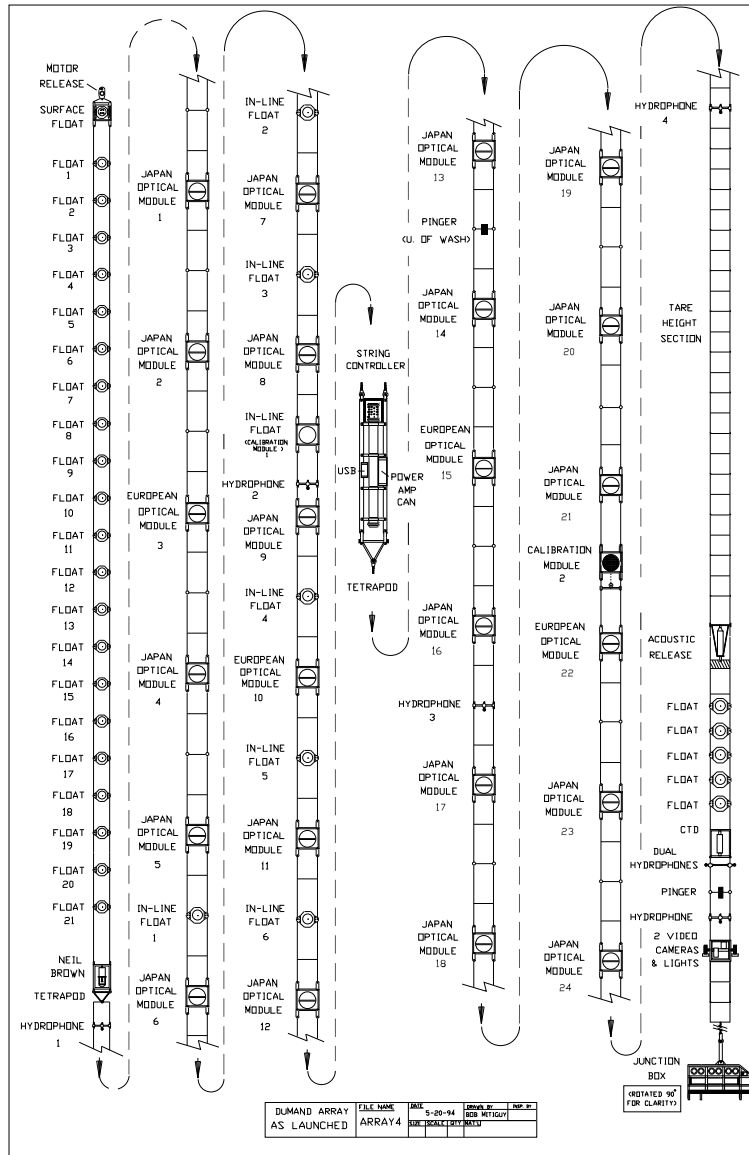 MOTOR
RELEASE
SURFACE
FLOAT
FLOAT
1
FLOAT
2
FLOAT
3
FLOAT
4
FLOAT
5
FLOAT
6
FLOAT
7
FLOAT
8
FLOAT
9
FLOAT
10
FLOAT
11
FLOAT
12
FLOAT
13
FLOAT
14
FLOAT
15
FLOAT
16
FLOAT
17
FLOAT
18
FLOAT
19
FLOAT
20
FLOAT
21
NEIL
BROWN
TETRAPOD
HYDROPHONE
1
JAPAN
OPTICAL
MODULE
1
JAPAN
OPTICAL
MODULE
2
EUROPEAN
OPTICAL
MODULE
3
JAPAN
OPTICAL
MODULE
4
JAPAN
OPTICAL
MODULE
5
IN-LINE
FLOAT
1
JAPAN
OPTICAL
MODULE
6
IN-LINE
FLOAT
2
JAPAN
OPTICAL
MODULE
7
IN-LINE
FLOAT
3
JAPAN
OPTICAL
MODULE
8
IN-LINE
FLOAT
(CALIBRATION
MODULE )
1
HYDROPHONE
2
JAPAN
OPTICAL
MODULE
9
IN-LINE
FLOAT
4
EUROPEAN
OPTICAL
MODULE
10
IN-LINE
FLOAT
5
JAPAN
OPTICAL
MODULE
11
IN-LINE
FLOAT
6
JAPAN
OPTICAL
MODULE
12
STRING
CONTROLLER
USB
POWER
AMP
CAN
TETRAPOD
JAPAN
OPTICAL
MODULE
13
PINGER
(U. OF WASH)
JAPAN
OPTICAL
MODULE
14
EUROPEAN
OPTICAL
MODULE
15
JAPAN
OPTICAL
MODULE
16
HYDROPHONE
3
JAPAN
OPTICAL
MODULE
17
JAPAN
OPTICAL
MODULE
18
JAPAN
OPTICAL
MODULE
19
JAPAN
OPTICAL
MODULE
20
JAPAN
OPTICAL
MODULE
21
CALIBRATION
MODULE
2
EUROPEAN
OPTICAL
MODULE
22
JAPAN
OPTICAL
MODULE
23
JAPAN
OPTICAL
MODULE
24
HYDROPHONE
4
TARE
HEIGHT
SECTION
ACOUSTIC
RELEASE
FLOAT
FLOAT
FLOAT
FLOAT
FLOAT
CTD
DUAL
HYDROPHONES
PINGER
HYDROPHONE
2 VIDEO
CAMERAS
& LIGHTS
JUNCTION
BOX
(ROTATED 90°
FOR CLARITY)
DUMAND ARRAY
AS LAUNCHED
FILE NAME
ARRAY4
DATE
5-20-94
DRAWN BY
BOB MITIGUY
SIZE SCALE QTY MAT'L